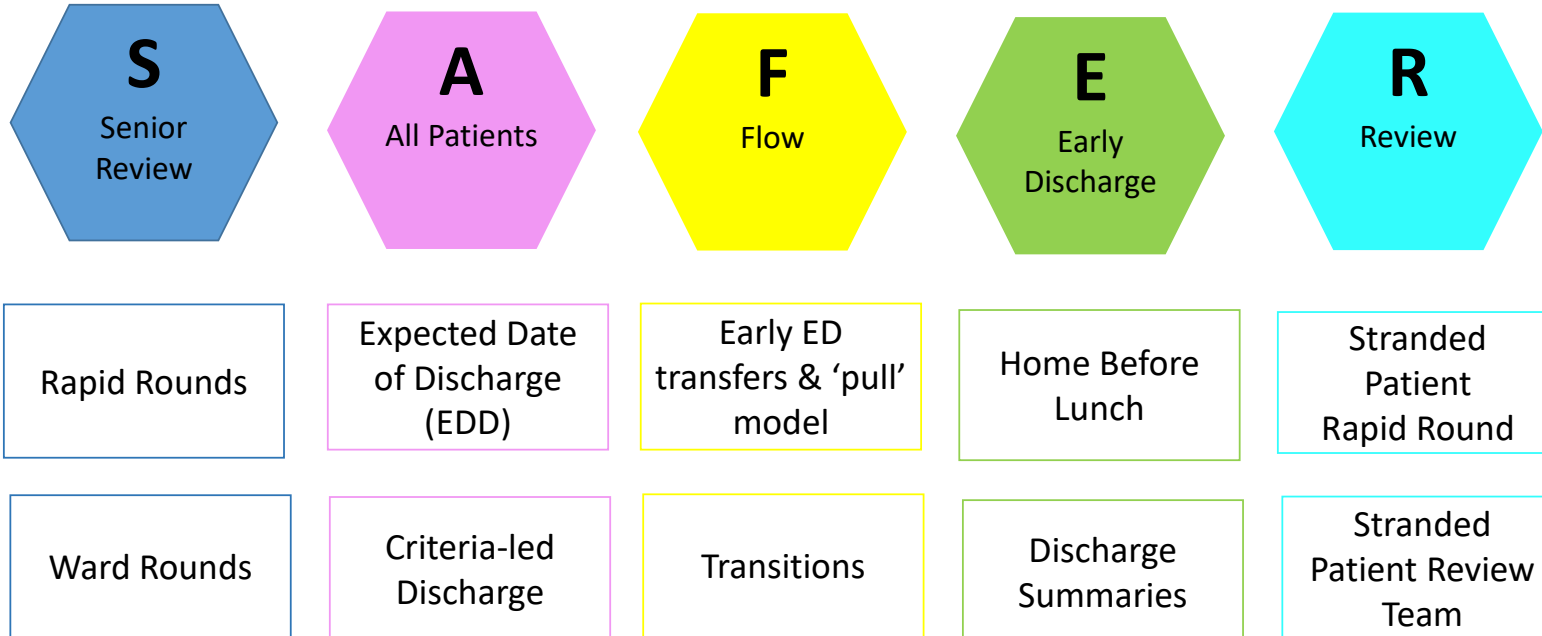 S
Senior
Review
A
All Patients
F
Flow
E
Early
Discharge
R
Review
Rapid Rounds
Expected Date
of Discharge
(EDD)
Early ED
transfers & ‘pull’
model
Home Before
Lunch
Stranded
Patient
Rapid Round
Ward Rounds
Criteria-led
Discharge
Transitions
Discharge
Summaries
Stranded
Patient Review
Team